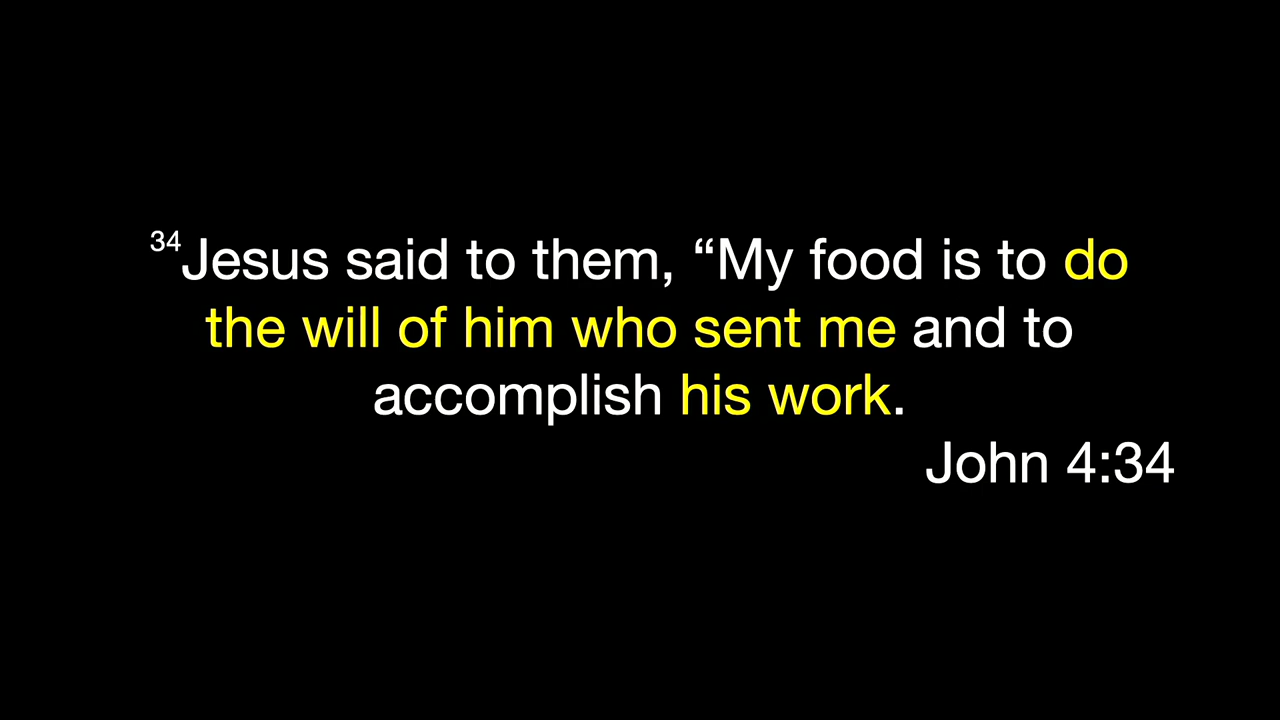 34Jesus said to them, “My food is to do
the will of him who sent me and to
accomplish his work.
John 4:34